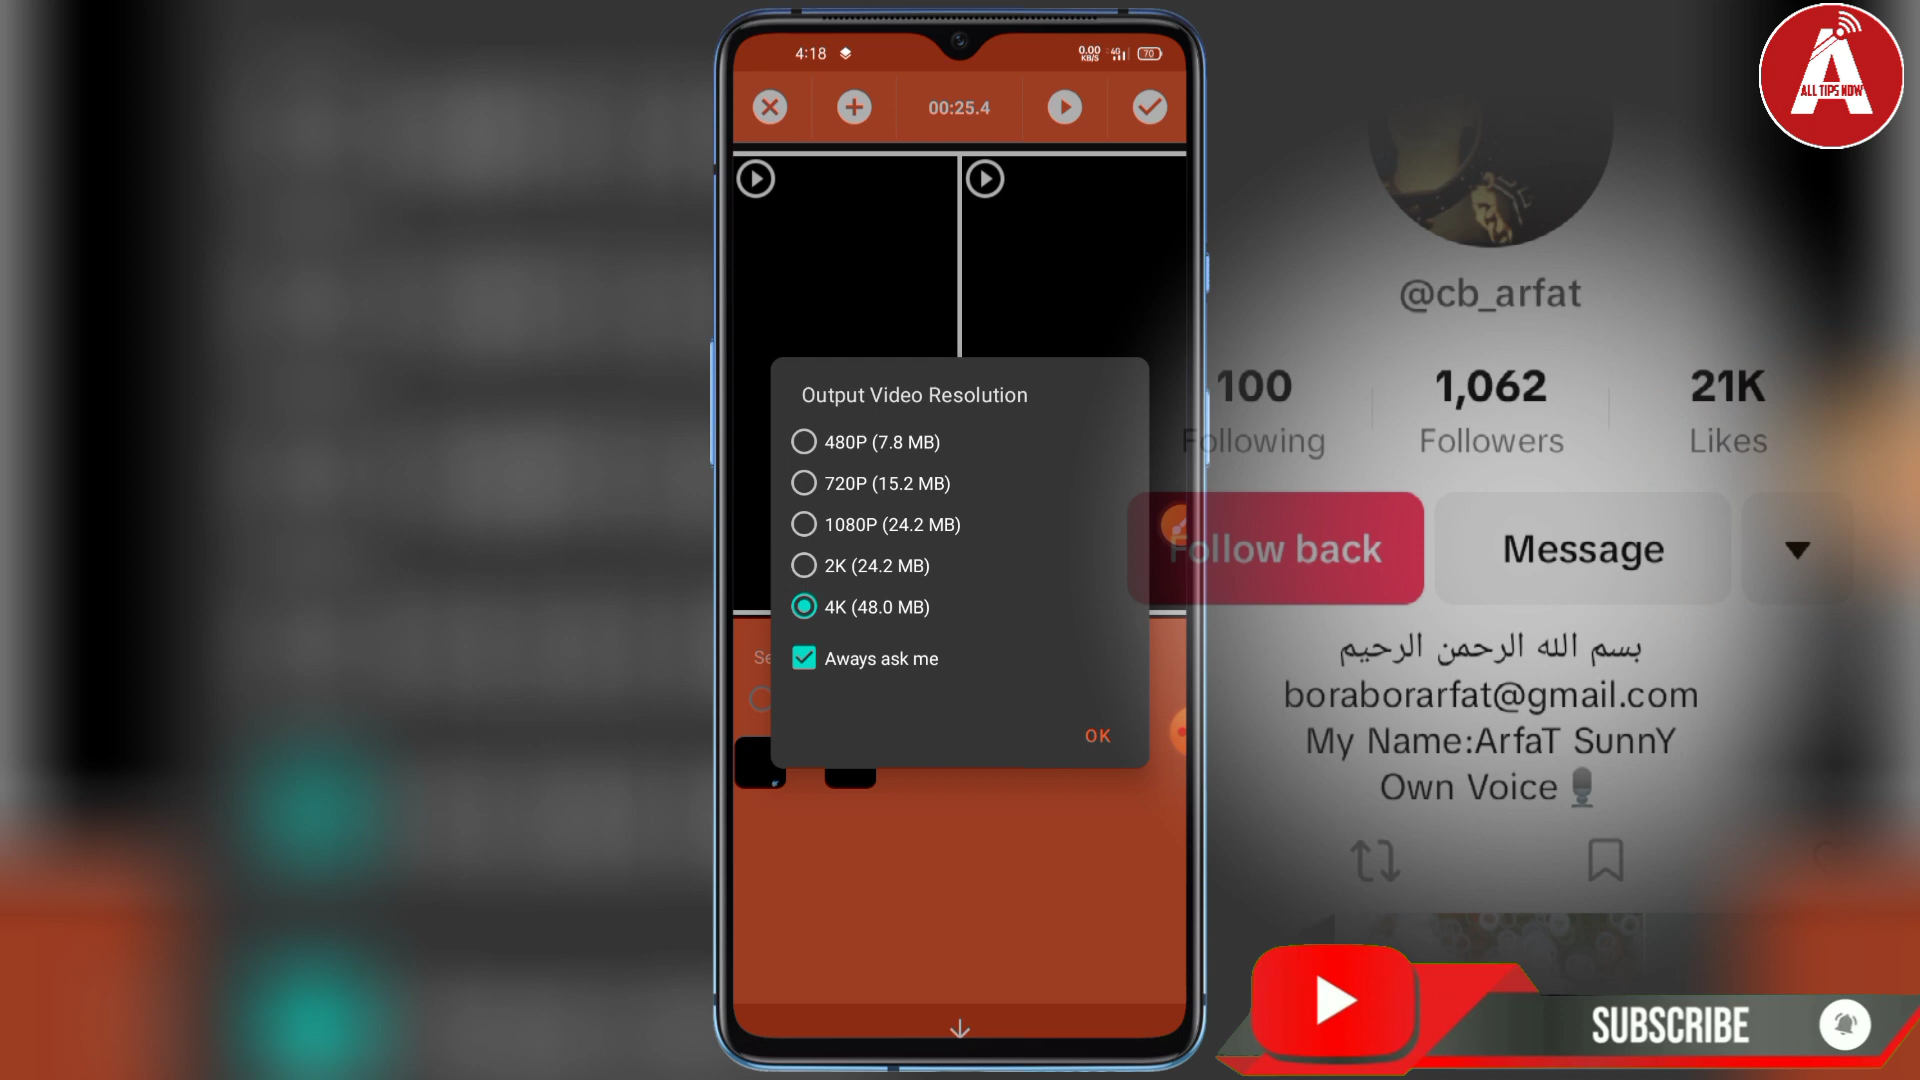 ALL TIPS NOW
4:18
0.00
KB/S
4G
70
00:25.4
Output Video Resolution
480P (7.8 MB)
720P (15.2 MB)
1080P (24.2 MB)
2K (24.2 MB)
4K (48.0 MB)
Aways ask me
OK
Se
@cb_arfat
100
1,062
21K
Following
Followers
Likes
Follow back
Message
بسم الله الرحمن الرحيم
boraborarfat@gmail.com
My Name:ArfaT SunnY
Own Voice
SUBSCRIBE